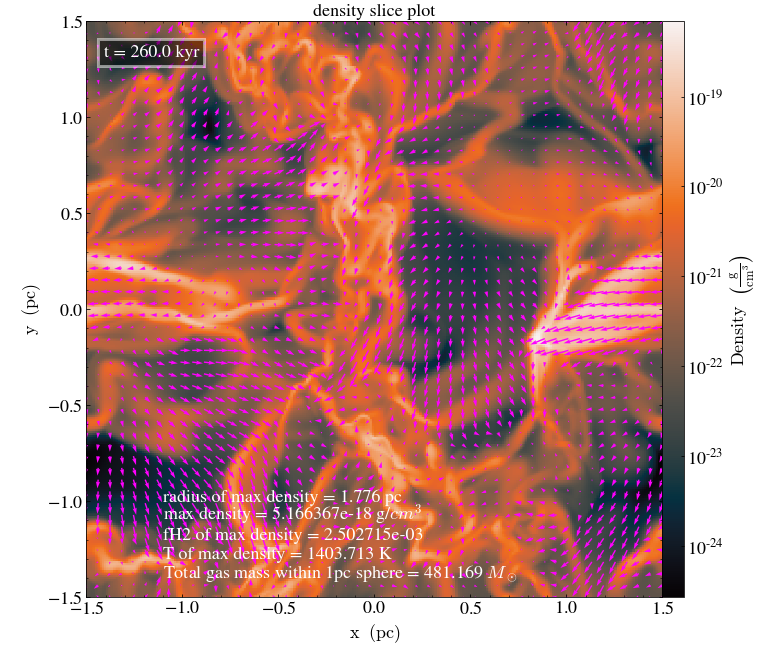 density slice plot
t = 260.0 kyr
1.5
1.0
0.5
0.0
−0.5
−1.0
−1.5
y (pc)
radius of max density = 1.776 pc
max density = 5.166367e-18 g/cm³
fH2 of max density = 2.502715e-03
T of max density = 1403.713 K
Total gas mass within 1pc sphere = 481.169 M⊙
−1.5 −1.0 −0.5 0.0 0.5 1.0 1.5
x (pc)
10⁻¹⁹
10⁻²⁰
10⁻²¹
10⁻²²
10⁻²³
10⁻²⁴
Density (g/cm³)